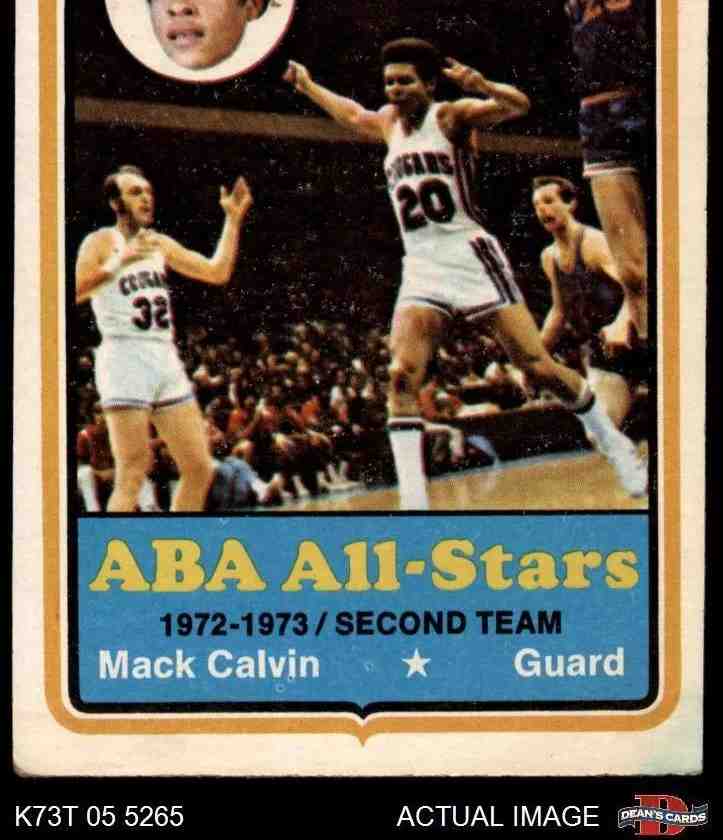 COUGARS
20
COUGARS
32
ABA All-Stars
1972-1973 / SECOND TEAM
Mack Calvin ★ Guard
K73T 05 5265
ACTUAL IMAGE
DEAN'S CARDS